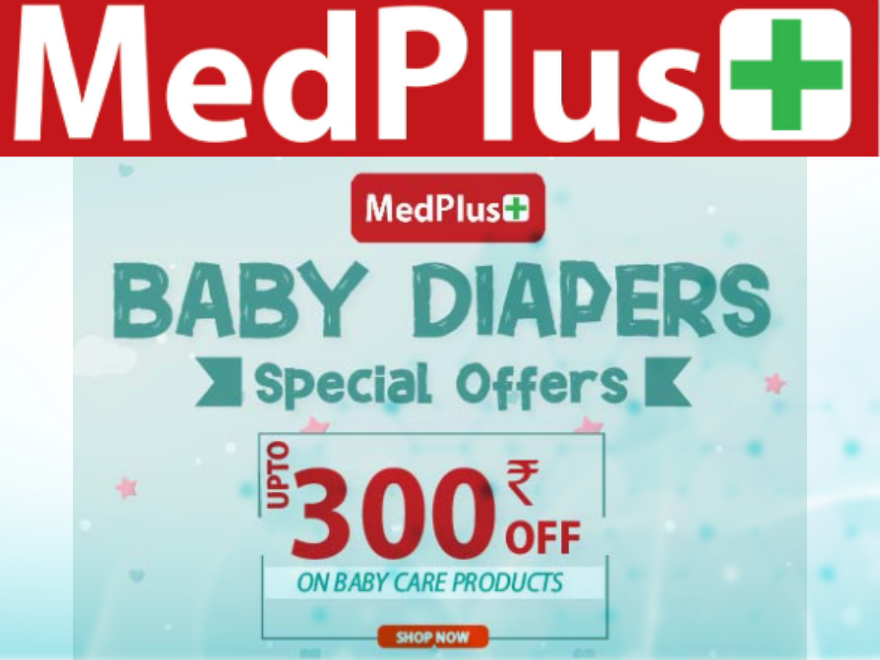 MedPlus
MedPlus
BABY DIAPERS
Special Offers
UPTO
300 ₹ OFF
ON BABY CARE PRODUCTS
SHOP NOW